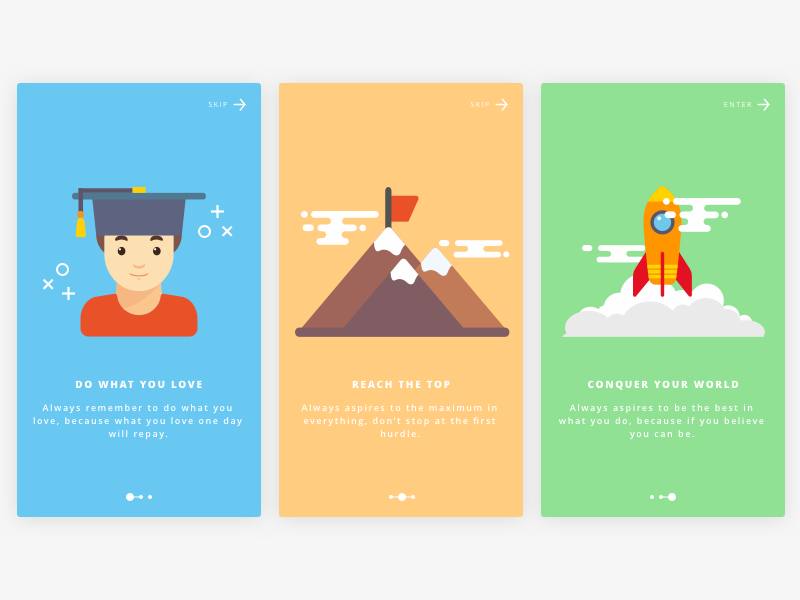 SKIP
DO WHAT YOU LOVE
Always remember to do what you
love, because what you love one day
will repay.
SKIP
REACH THE TOP
Always aspires to the maximum in
everything, don't stop at the first
hurdle.
ENTER
CONQUER YOUR WORLD
Always aspires to be the best in
what you do, because if you believe
you can be.